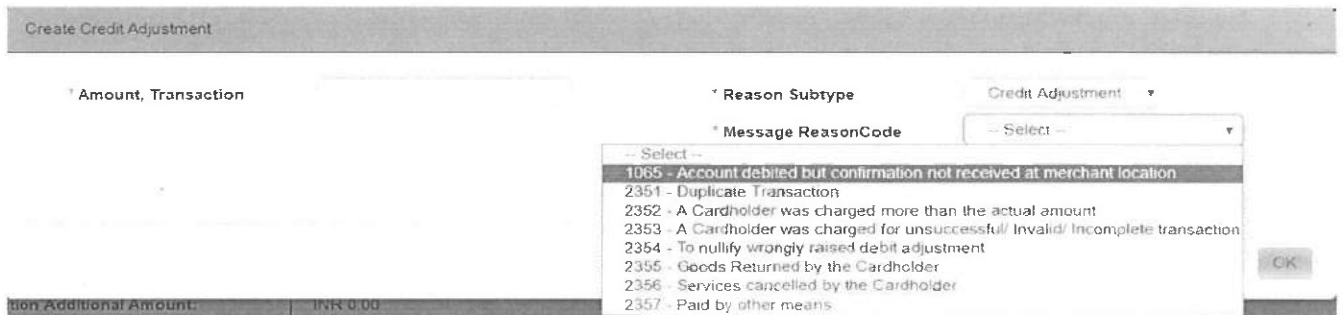 Create Credit Adjustment
* Amount, Transaction
* Reason Subtype
Credit Adjustment
* Message ReasonCode
-- Select --
-- Select --
1065 - Account debited but confirmation not received at merchant location
2351 - Duplicate Transaction
2352 - A Cardholder was charged more than the actual amount
2353 - A Cardholder was charged for unsuccessful/ Invalid/ Incomplete transaction
2354 - To nullify wrongly raised debit adjustment
2355 - Goods Returned by the Cardholder
2356 - Services cancelled by the Cardholder
2357 - Paid by other means
OK
tion Additional Amount:
INR 0.00